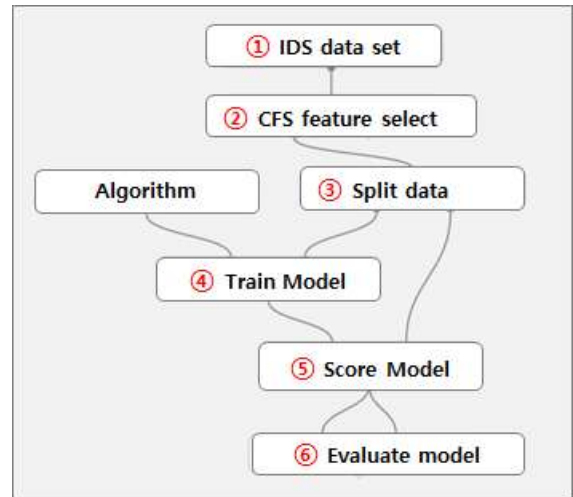 ① IDS data set
② CFS feature select
Algorithm
③ Split data
④ Train Model
⑤ Score Model
⑥ Evaluate model